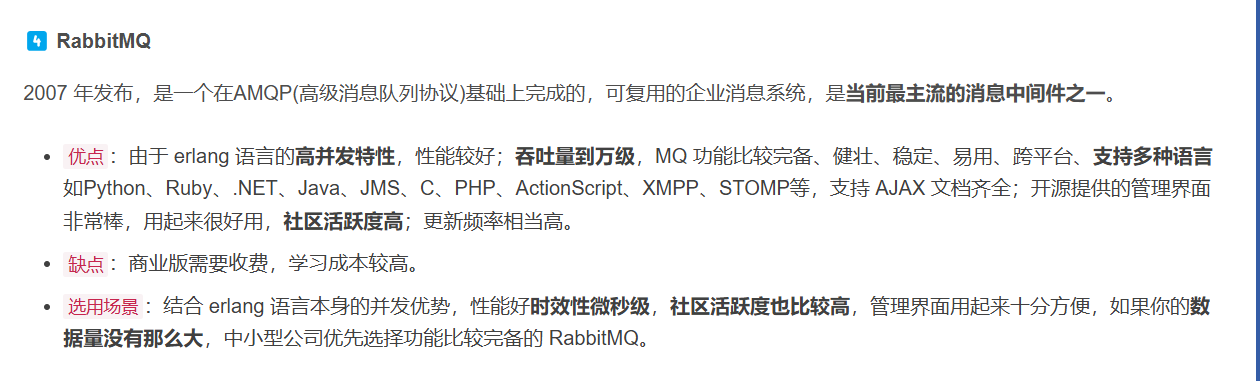 4 RabbitMQ
2007 年发布，是一个在AMQP(高级消息队列协议)基础上完成的，可复用的企业消息系统，是当前最主流的消息中间件之一。
• 优点：由于 erlang 语言的高并发特性，性能较好；吞吐量到万级，MQ 功能比较完备、健壮、稳定、易用、跨平台、支持多种语言
如Python、Ruby、.NET、Java、JMS、C、PHP、ActionScript、XMPP、STOMP等，支持 AJAX 文档齐全；开源提供的管理界面
非常棒，用起来很好用，社区活跃度高；更新频率相当高。
• 缺点：商业版需要收费，学习成本较高。
• 选用场景：结合 erlang 语言本身的并发优势，性能好时效性微秒级，社区活跃度也比较高，管理界面用起来十分方便，如果你的数
据量没有那么大，中小型公司优先选择功能比较完备的 RabbitMQ。